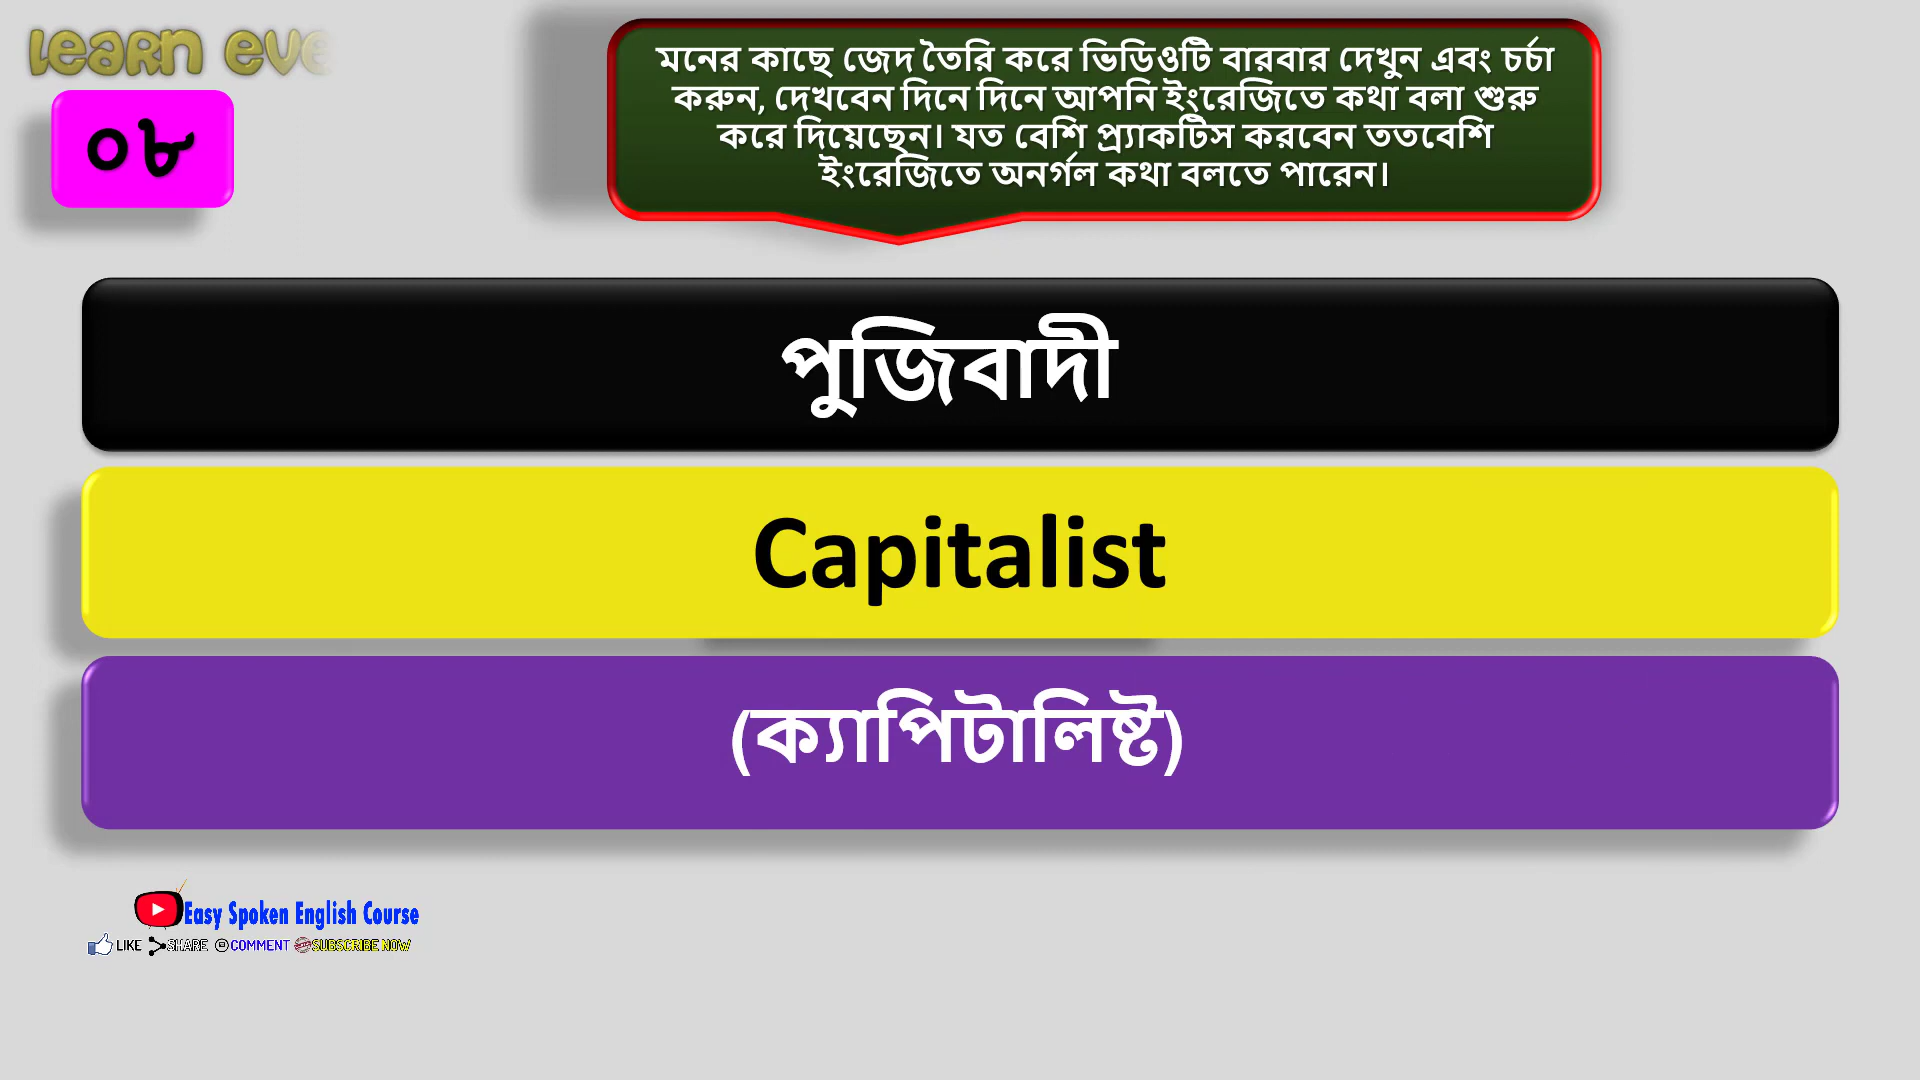 Learn
০৮
মনের কাছে জেদ তৈরি করে ভিডিওটি বারবার দেখুন এবং চর্চা
করুন, দেখবেন দিনে দিনে আপনি ইংরেজিতে কথা বলা শুরু
করে দিয়েছেন। যত বেশি প্র্যাকটিস করবেন ততবেশি
ইংরেজিতে অনর্গল কথা বলতে পারেন।
পুজিবাদী
Capitalist
(ক্যাপিটালিষ্ট)
Easy Spoken English Course
LIKE SHARE COMMENT SUBSCRIBE NOW